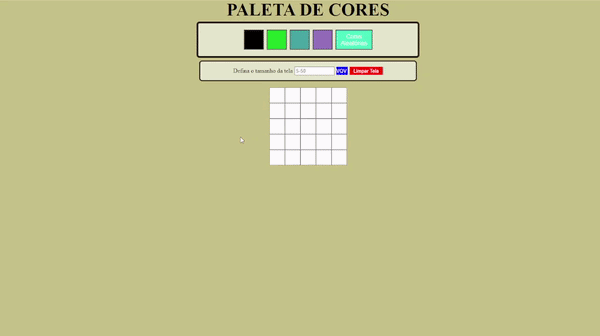 PALETA DE CORES
Cores
Aleatórias
Defina o tamanho da tela 5-50 VQV Limpar Tela